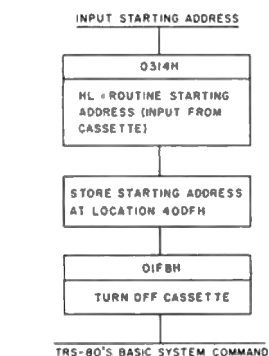 INPUT STARTING ADDRESS
0314H
HL = ROUTINE STARTING
ADDRESS (INPUT FROM
CASSETTE)
STORE STARTING ADDRESS
AT LOCATION 40DFH
01F8H
TURN OFF CASSETTE
TRS-80'S BASIC SYSTEM COMMAND